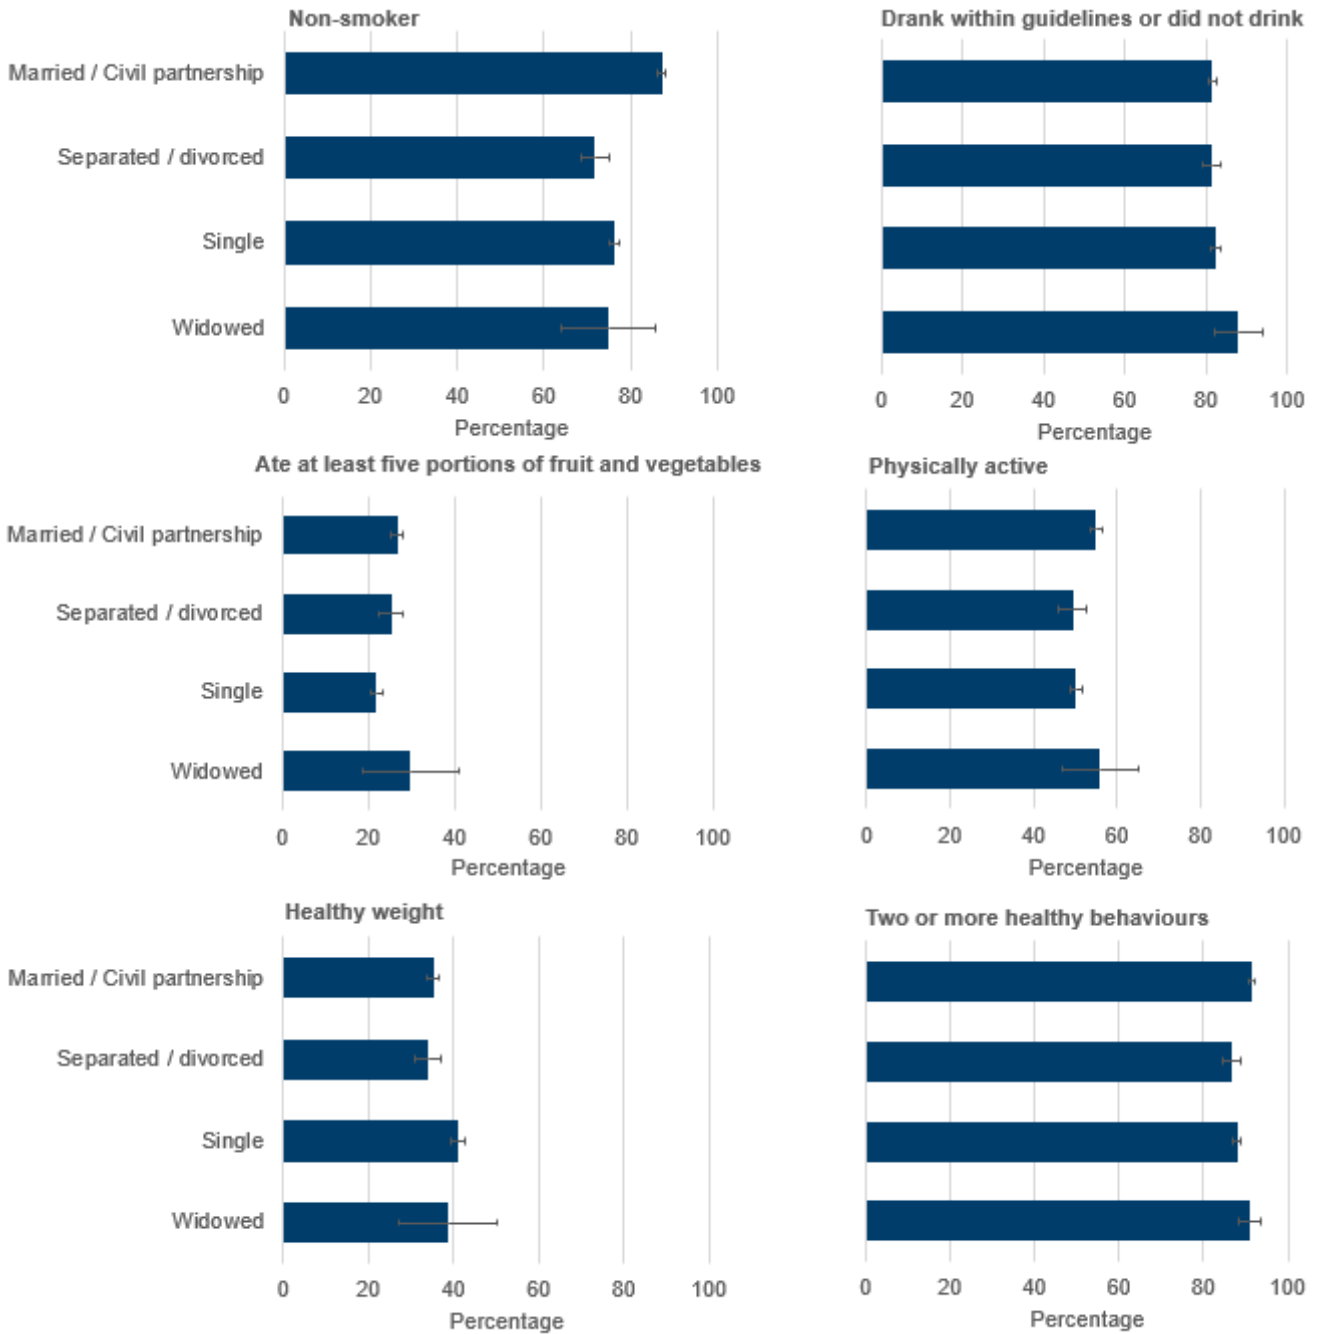 Non-smoker
Married / Civil partnership
Separated / divorced
Single
Widowed
0 20 40 60 80 100
Percentage
Drank within guidelines or did not drink
0 20 40 60 80 100
Percentage
Ate at least five portions of fruit and vegetables
Married / Civil partnership
Separated / divorced
Single
Widowed
0 20 40 60 80 100
Percentage
Physically active
0 20 40 60 80 100
Percentage
Healthy weight
Married / Civil partnership
Separated / divorced
Single
Widowed
0 20 40 60 80 100
Percentage
Two or more healthy behaviours
0 20 40 60 80 100
Percentage